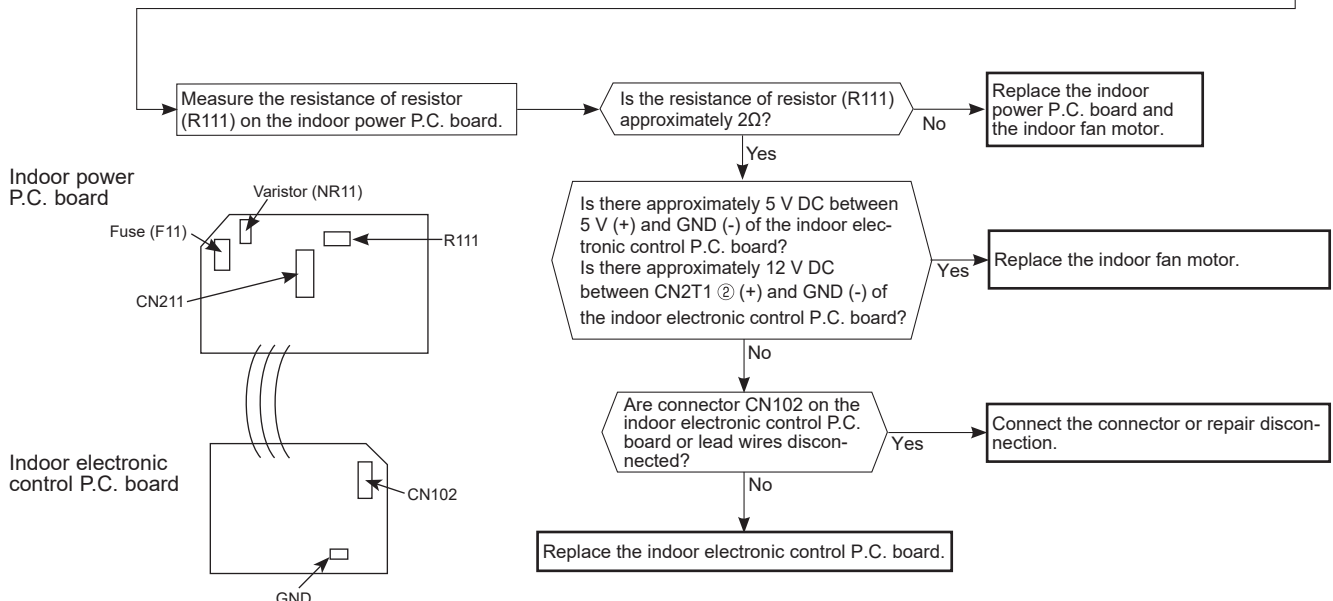 Measure the resistance of resistor
(R111) on the indoor power P.C. board.
Is the resistance of resistor (R111)
approximately 2Ω?
No
Replace the indoor
power P.C. board and
the indoor fan motor.
Yes
Is there approximately 5 V DC between
5 V (+) and GND (-) of the indoor elec-
tronic control P.C. board?
Is there approximately 12 V DC
between CN2T1 ② (+) and GND (-) of
the indoor electronic control P.C. board?
Yes
Replace the indoor fan motor.
No
Are connector CN102 on the
indoor electronic control P.C.
board or lead wires discon-
nected?
Yes
Connect the connector or repair discon-
nection.
No
Replace the indoor electronic control P.C. board.
Indoor power
P.C. board
Varistor (NR11)
Fuse (F11)
R111
CN211
Indoor electronic
control P.C. board
CN102
GND